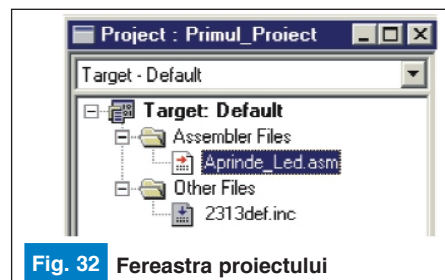 Project : Primul_Proiect
Target - Default
Target: Default
Assembler Files
Aprinde_Led.asm
Other Files
2313def.inc
Fig. 32 Fereastra proiectului